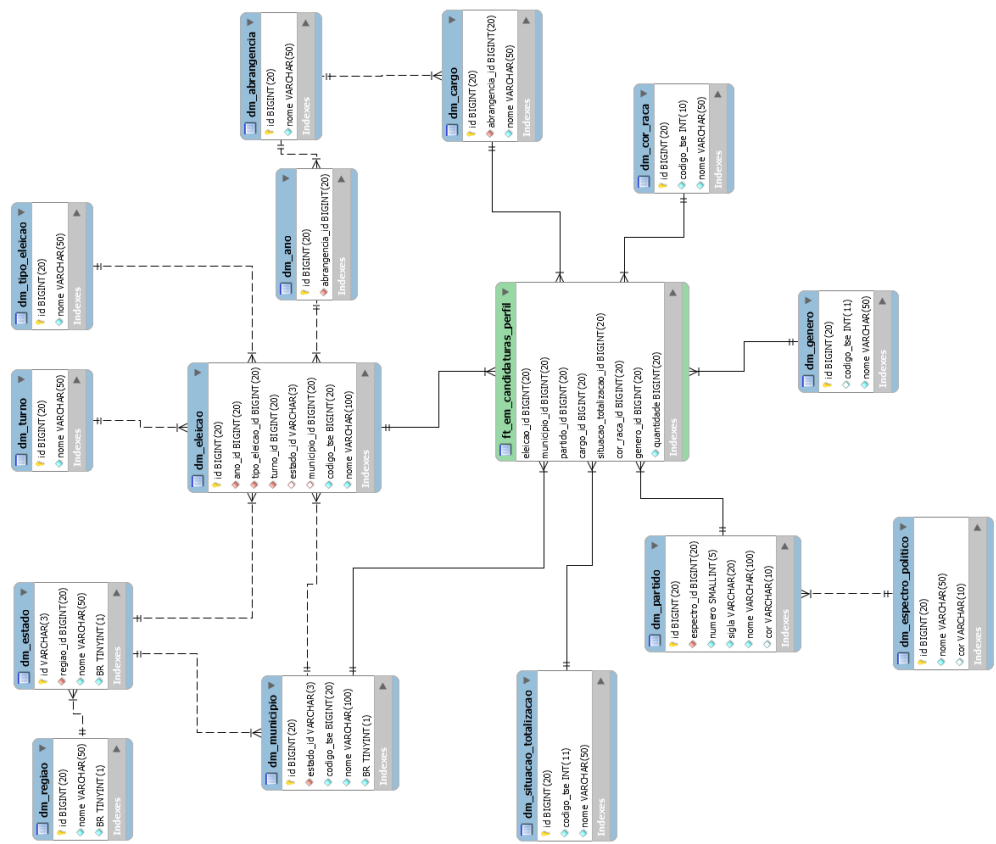 dm_regiao
id BIGINT(20)
nome VARCHAR(50)
BR TINYINT(1)
Indexes
dm_estado
id VARCHAR(3)
regiao_id BIGINT(20)
nome VARCHAR(50)
BR TINYINT(1)
Indexes
dm_turno
id BIGINT(20)
nome VARCHAR(50)
Indexes
dm_tipo_eleicao
id BIGINT(20)
nome VARCHAR(50)
Indexes
dm_municipio
id BIGINT(20)
estado_id VARCHAR(3)
codigo_tse BIGINT(20)
nome VARCHAR(100)
BR TINYINT(1)
Indexes
dm_eleicao
id BIGINT(20)
ano_id BIGINT(20)
tipo_eleicao_id BIGINT(20)
turno_id BIGINT(20)
estado_id VARCHAR(3)
municipio_id BIGINT(20)
codigo_tse BIGINT(20)
nome VARCHAR(100)
Indexes
dm_ano
id BIGINT(20)
abrangencia_id BIGINT(20)
Indexes
dm_abrangencia
id BIGINT(20)
nome VARCHAR(50)
Indexes
dm_cargo
id BIGINT(20)
abrangencia_id BIGINT(20)
nome VARCHAR(50)
Indexes
dm_situacao_totalizacao
id BIGINT(20)
codigo_tse INT(11)
nome VARCHAR(50)
Indexes
ft_em_candidaturas_perfil
eleicao_id BIGINT(20)
municipio_id BIGINT(20)
partido_id BIGINT(20)
cargo_id BIGINT(20)
situacao_totalizacao_id BIGINT(20)
cor_raca_id BIGINT(20)
genero_id BIGINT(20)
quantidade BIGINT(20)
Indexes
dm_cor_raca
id BIGINT(20)
codigo_tse INT(10)
nome VARCHAR(50)
Indexes
dm_partido
id BIGINT(20)
espectro_id BIGINT(20)
numero SMALLINT(5)
sigla VARCHAR(20)
nome VARCHAR(100)
cor VARCHAR(10)
Indexes
dm_genero
id BIGINT(20)
codigo_tse INT(11)
nome VARCHAR(50)
Indexes
dm_espectro_politico
id BIGINT(20)
nome VARCHAR(50)
cor VARCHAR(10)
Indexes